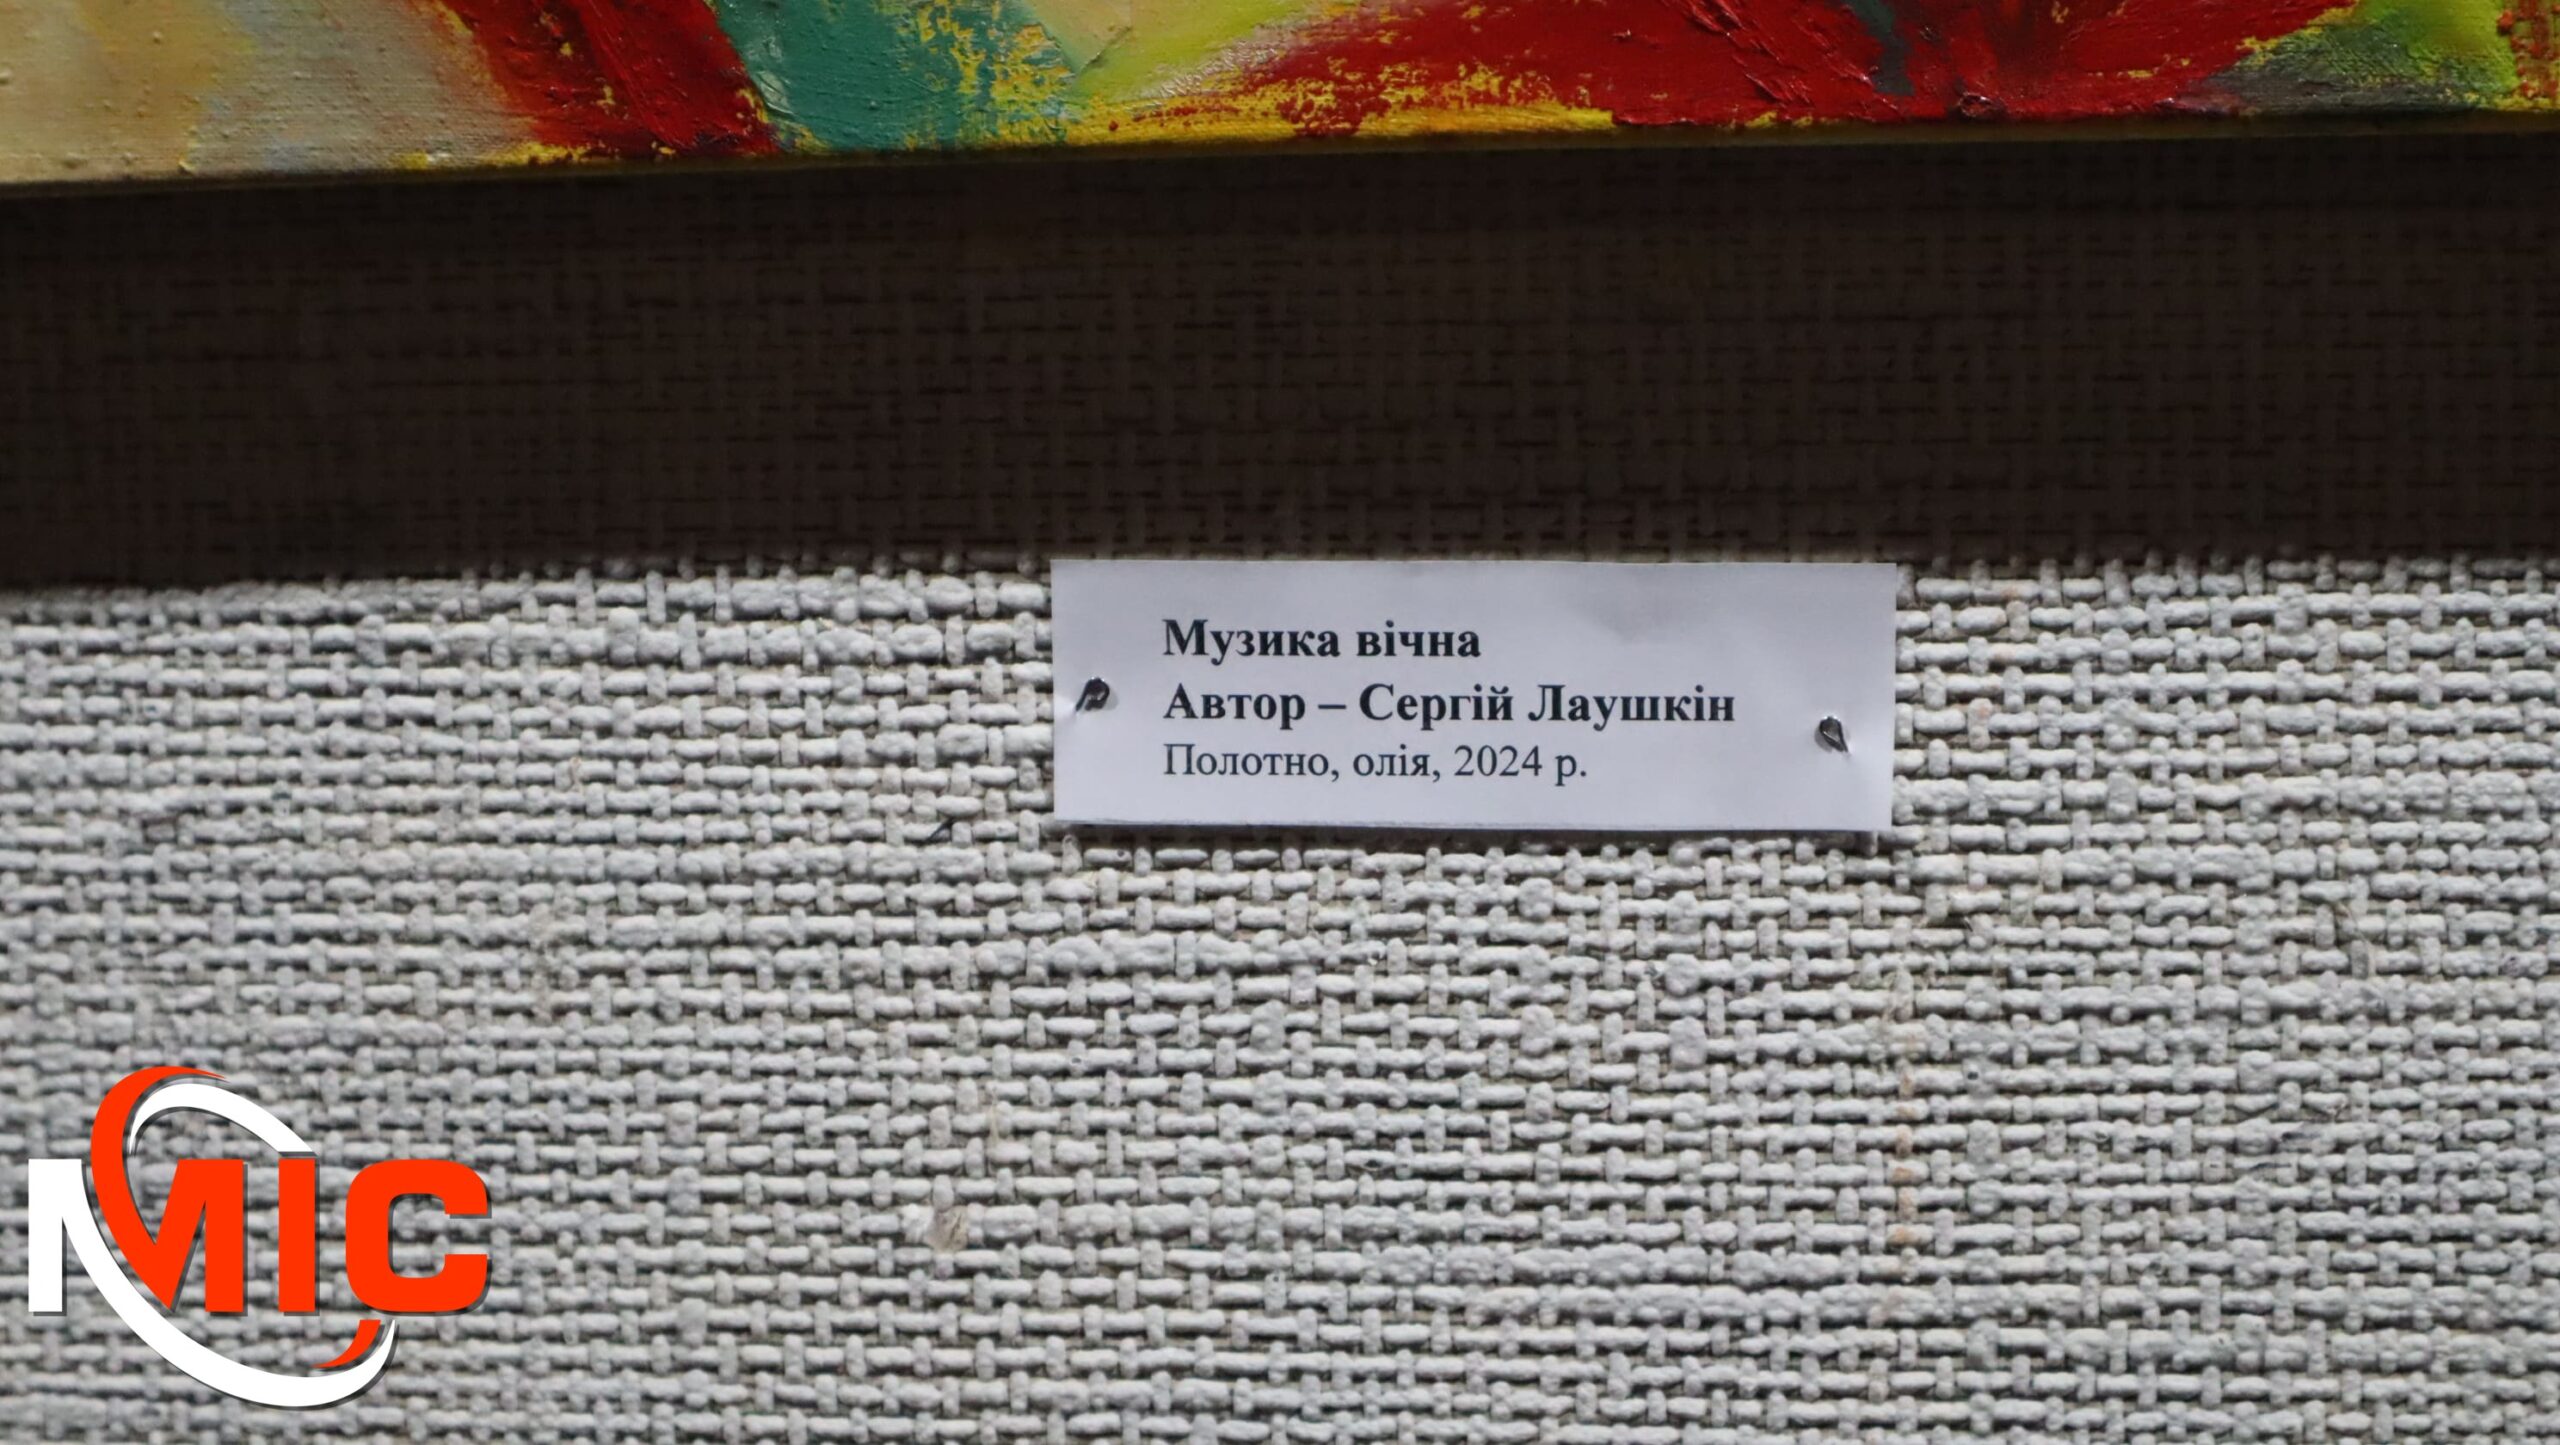 Музика вічна
Автор – Сергій Лаушкін
Полотно, олія, 2024 р.
МІС